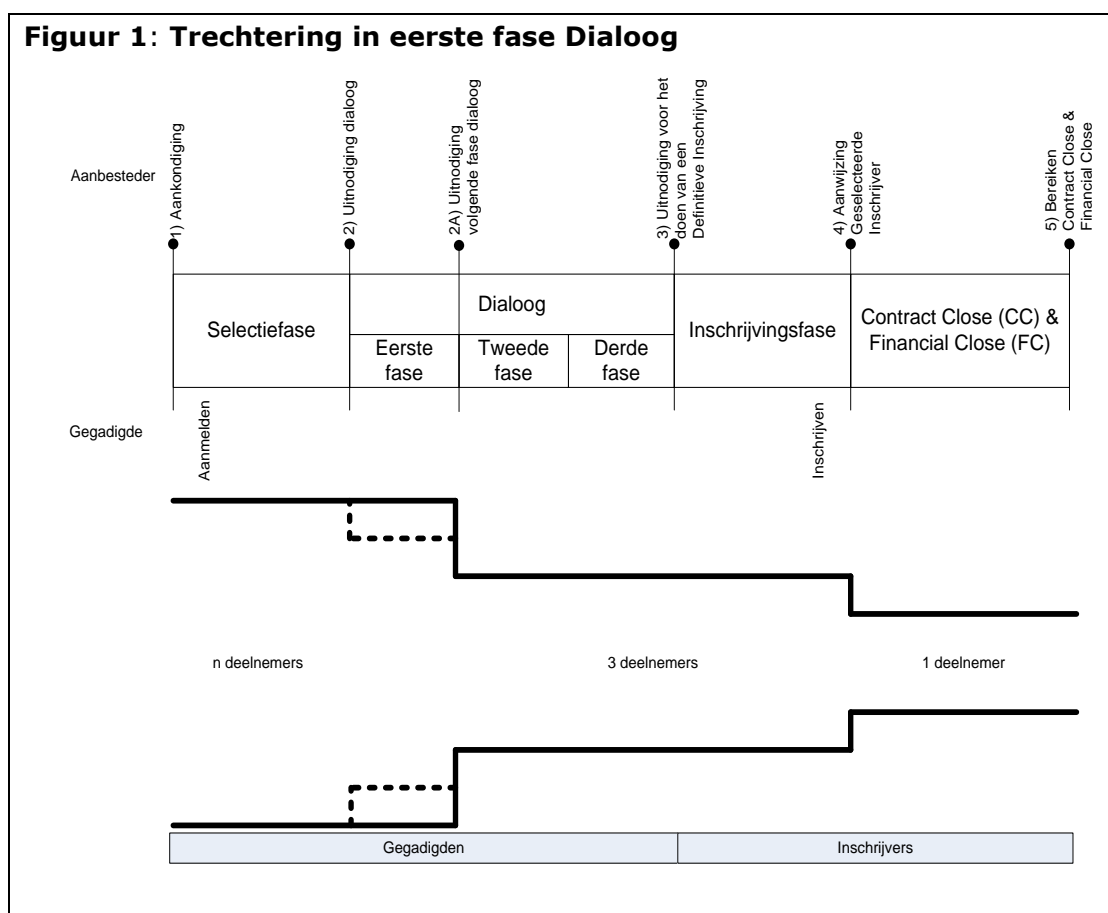 Figuur 1: Trechtering in eerste fase Dialoog
Aanbesteder
1) Aankondiging
2) Uitnodiging dialoog
2A) Uitnodiging
volgende fase dialoog
3) Uitnodiging voor het
doen van een
Definitieve Inschrijving
4) Aanwijzing
Geselecteerde
Inschrijver
5) Bereiken
Contract Close &
Financial Close
Selectiefase
Dialoog
Eerste
fase
Tweede
fase
Derde
fase
Inschrijvingsfase
Contract Close (CC) &
Financial Close (FC)
Gegadigde
Aanmelden
Inschrijven
n deelnemers
3 deelnemers
1 deelnemer
Gegadigden
Inschrijvers